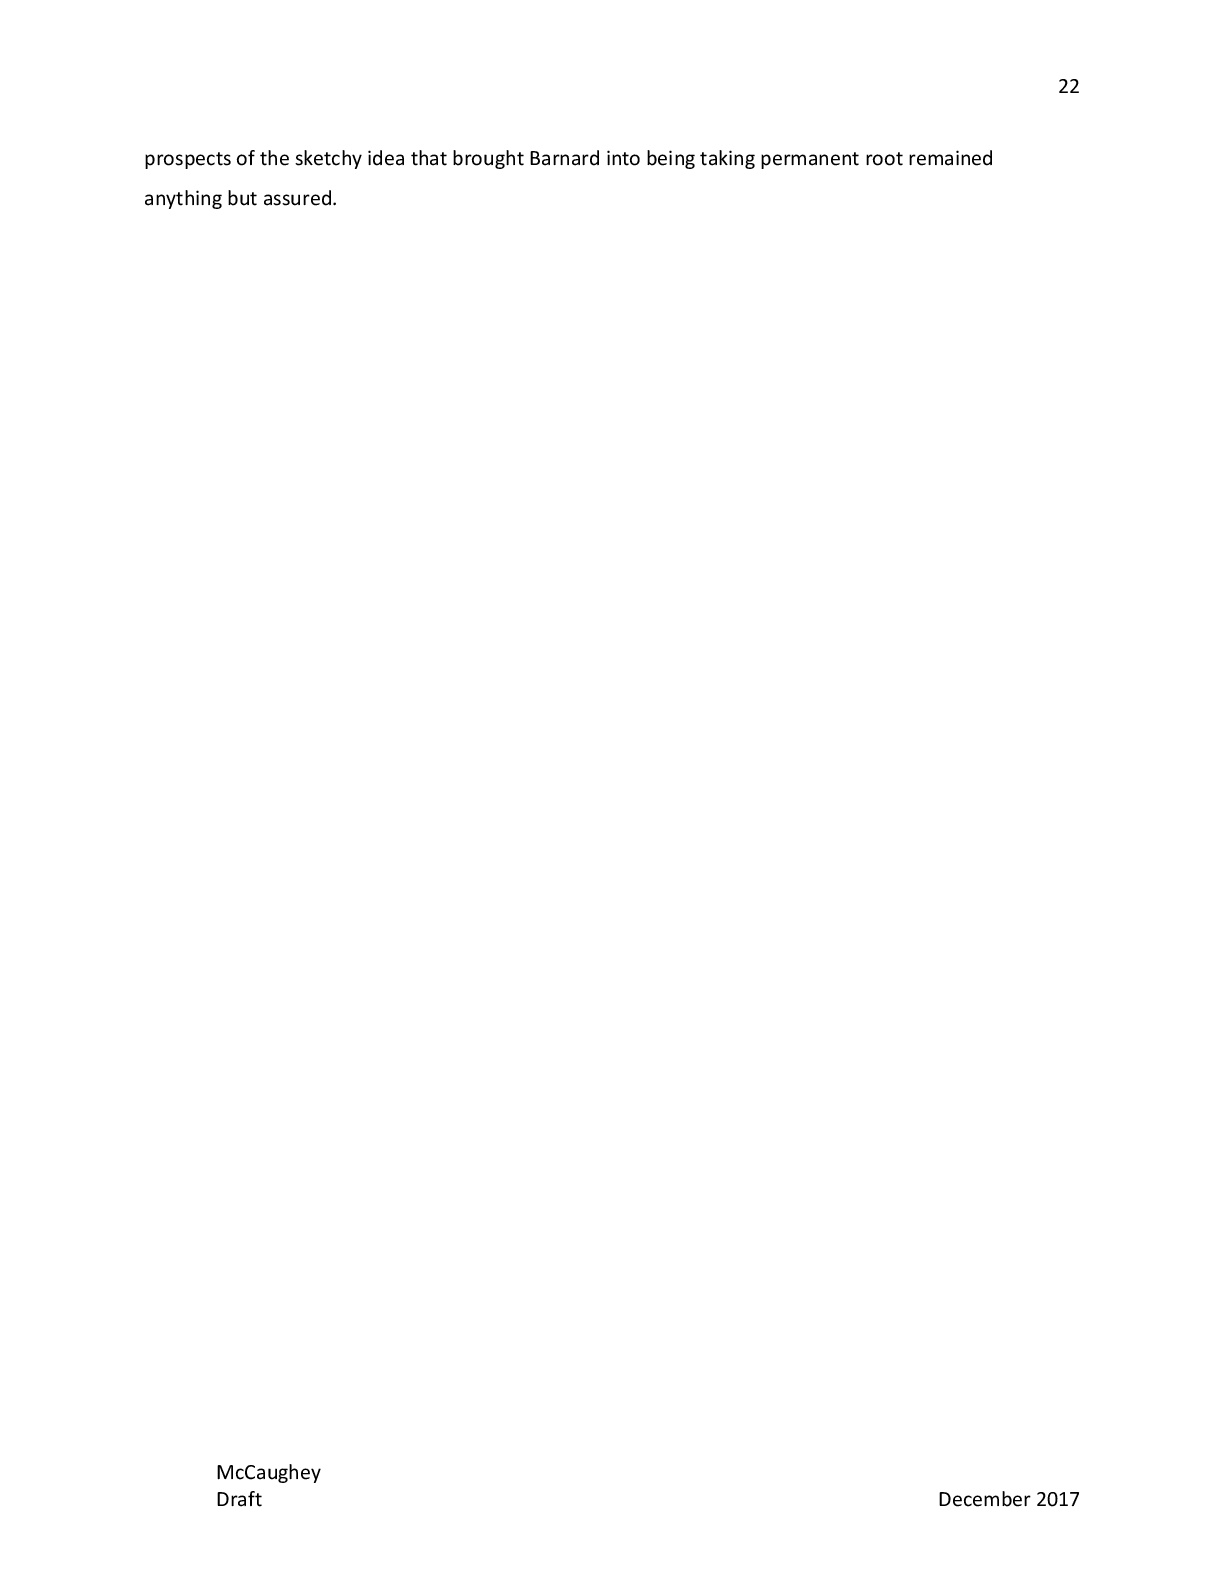 22
prospects of the sketchy idea that brought Barnard into being taking permanent root remained
anything but assured.
McCaughey
Draft December 2017